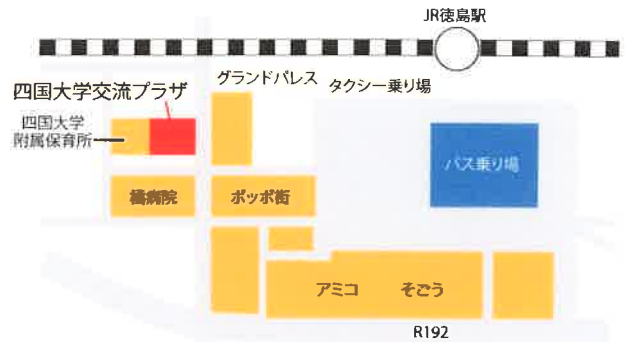 JR徳島駅
グランドパレス
タクシー乗り場
四国大学交流プラザ
四国大学
附属保育所
バス乗り場
橋病院
ポッポ街
アミコ
そごう
R192